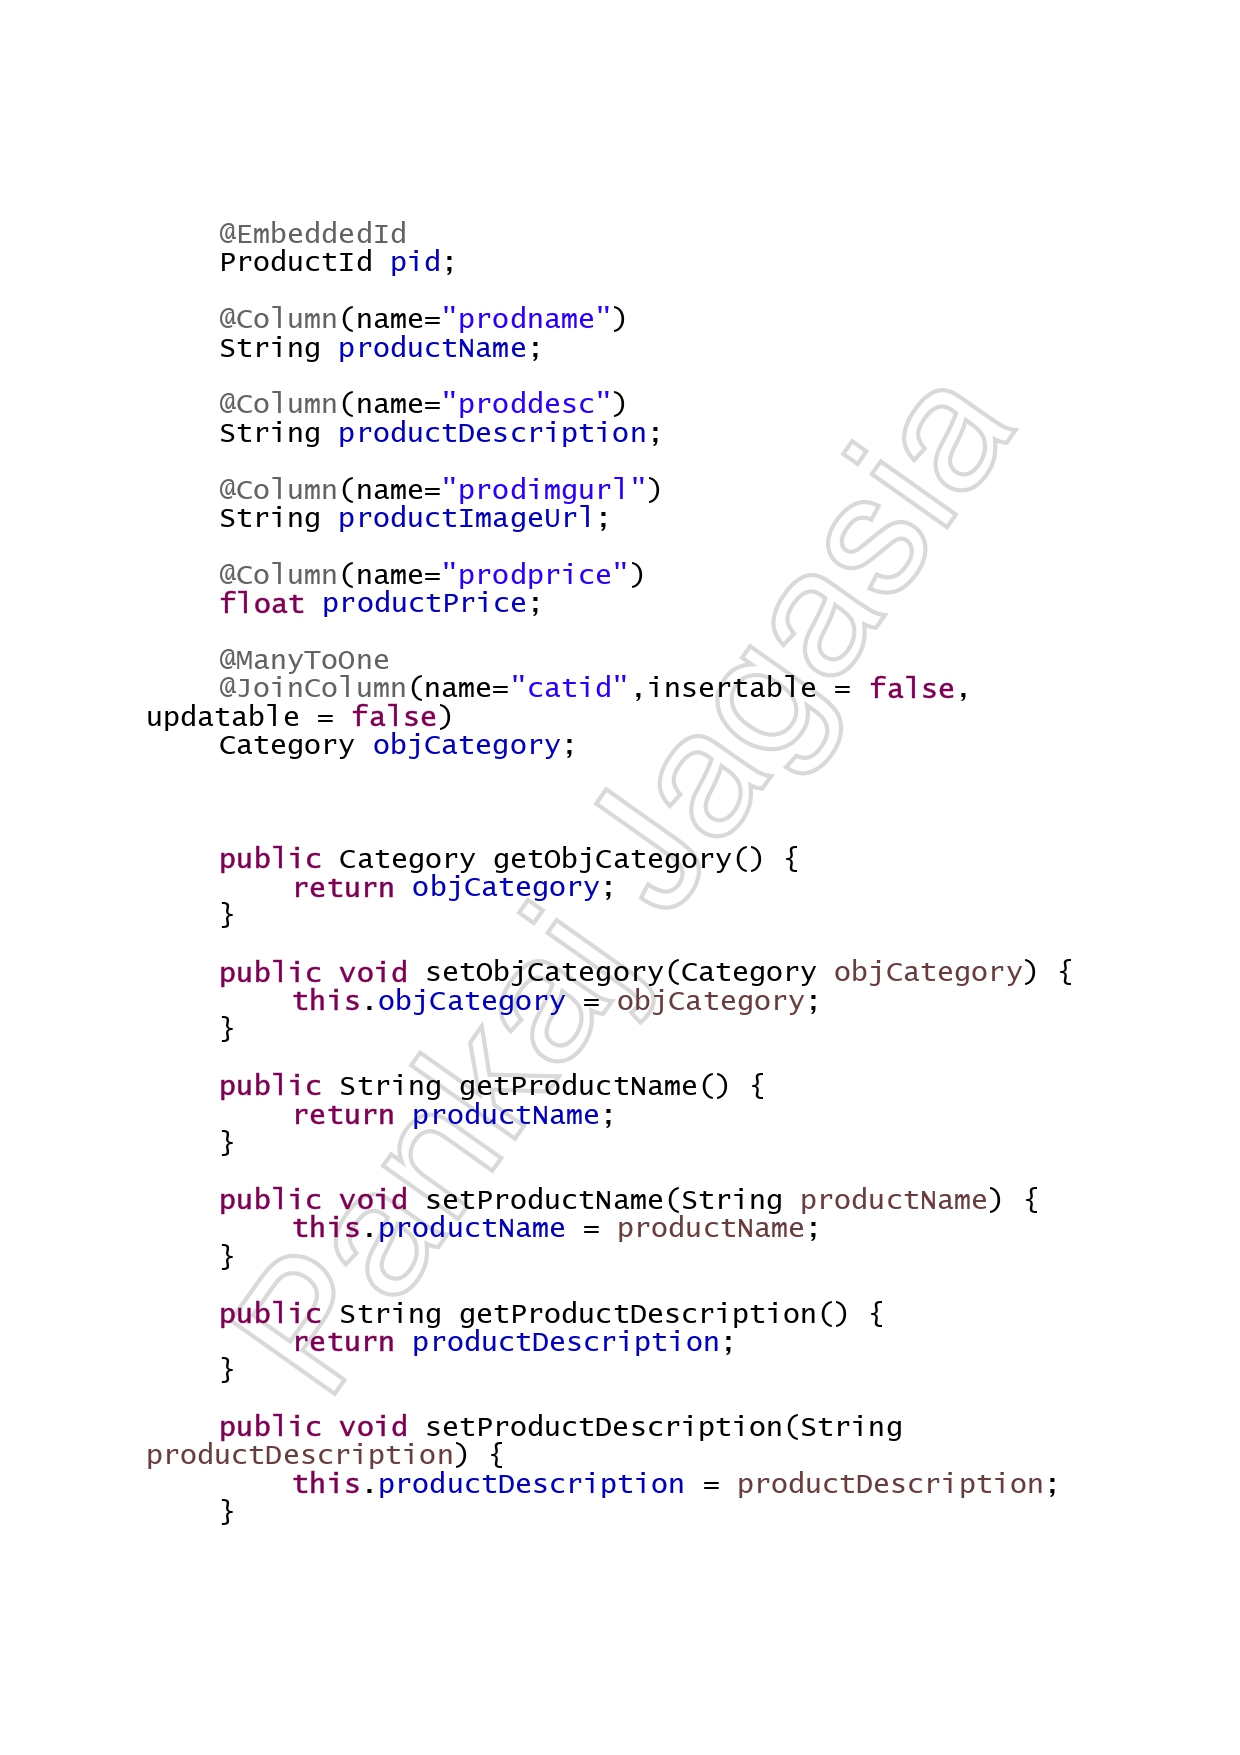 @EmbeddedId
ProductId pid;
@Column(name="prodname")
String productName;
@Column(name="proddesc")
String productDescription;
@Column(name="prodimgurl")
String productImageUrl;
@Column(name="prodprice")
float productPrice;
@ManyToOne
@JoinColumn(name="catid",insertable = false,
updatable = false)
Category objCategory;
public Category getObjCategory() {
return objCategory;
}
public void setObjCategory(Category objCategory) {
this.objCategory = objCategory;
}
public String getProductName() {
return productName;
}
public void setProductName(String productName) {
this.productName = productName;
}
public String getProductDescription() {
return productDescription;
}
public void setProductDescription(String
productDescription) {
this.productDescription = productDescription;
}
Pankaj Jagasia